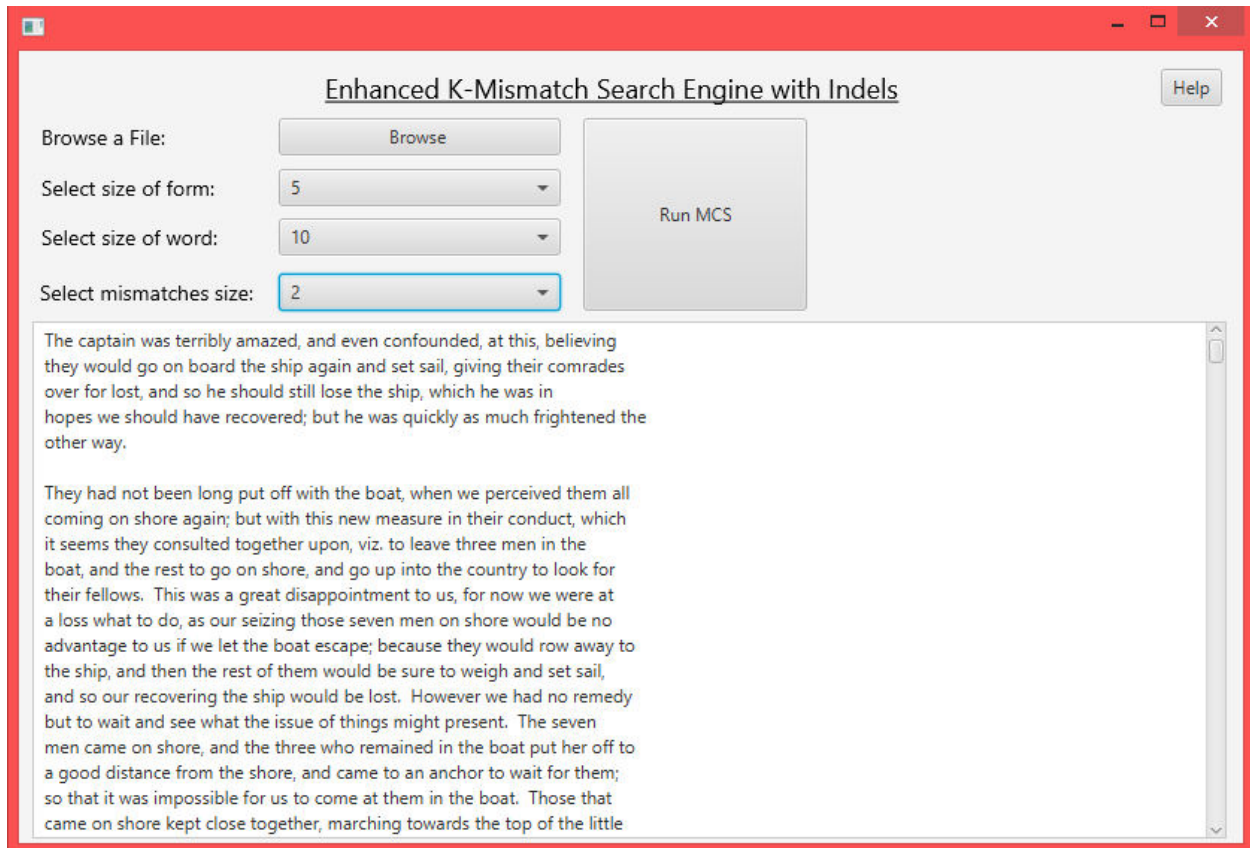 Enhanced K-Mismatch Search Engine with Indels
Help
Browse a File:
Browse
Select size of form:
5
Select size of word:
10
Run MCS
Select mismatches size:
2
The captain was terribly amazed, and even confounded, at this, believing
they would go on board the ship again and set sail, giving their comrades
over for lost, and so he should still lose the ship, which he was in
hopes we should have recovered; but he was quickly as much frightened the
other way.
They had not been long put off with the boat, when we perceived them all
coming on shore again; but with this new measure in their conduct, which
it seems they consulted together upon, viz. to leave three men in the
boat, and the rest to go on shore, and go up into the country to look for
their fellows.  This was a great disappointment to us, for now we were at
a loss what to do, as our seizing those seven men on shore would be no
advantage to us if we let the boat escape; because they would row away to
the ship, and then the rest of them would be sure to weigh and set sail,
and so our recovering the ship would be lost.  However we had no remedy
but to wait and see what the issue of things might present.  The seven
men came on shore, and the three who remained in the boat put her off to
a good distance from the shore, and came to an anchor to wait for them;
so that it was impossible for us to come at them in the boat.  Those that
came on shore kept close together, marching towards the top of the little